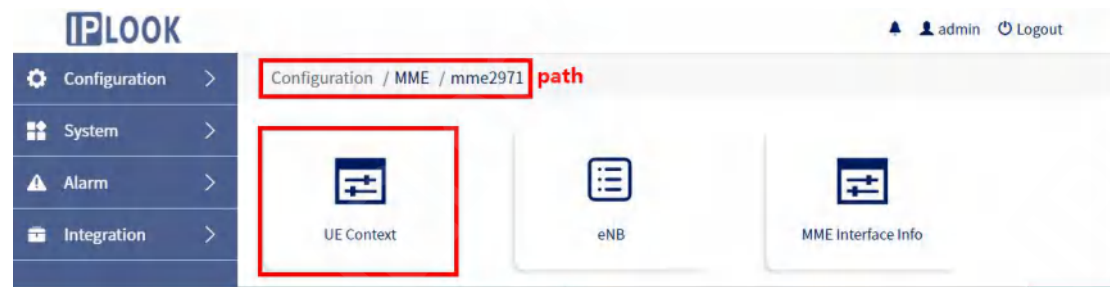 IPLOOK
admin Logout
Configuration
Configuration / MME / mme2971 path
System
Alarm
Integration
UE Context
eNB
MME Interface Info